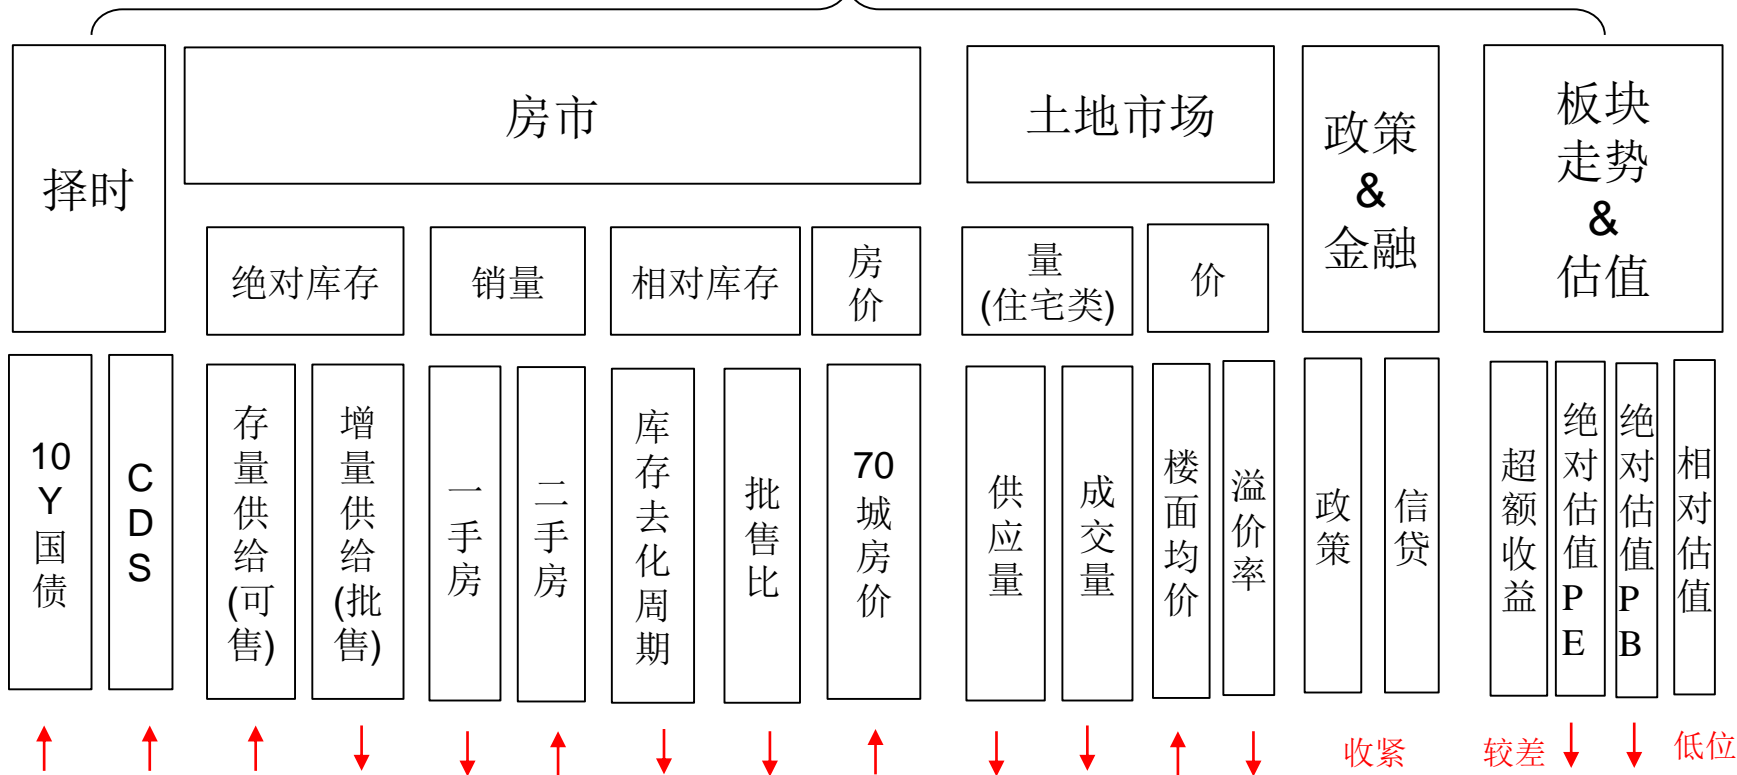 择时
房市
土地市场
政策
&
金融
板块
走势
&
估值
绝对库存
销量
相对库存
房
价
量
(住宅类)
价
10
Y
国
债
C
D
S
存
量
供
给
(可
售)
增
量
供
给
(批
售)
一
手
房
二
手
房
库
存
去
化
周
期
批
售
比
70
城
房
价
供
应
量
成
交
量
楼
面
均
价
溢
价
率
政
策
信
贷
超
额
收
益
绝
对
估
值
P
E
绝
对
估
值
P
B
相
对
估
值
收紧
较差
低位